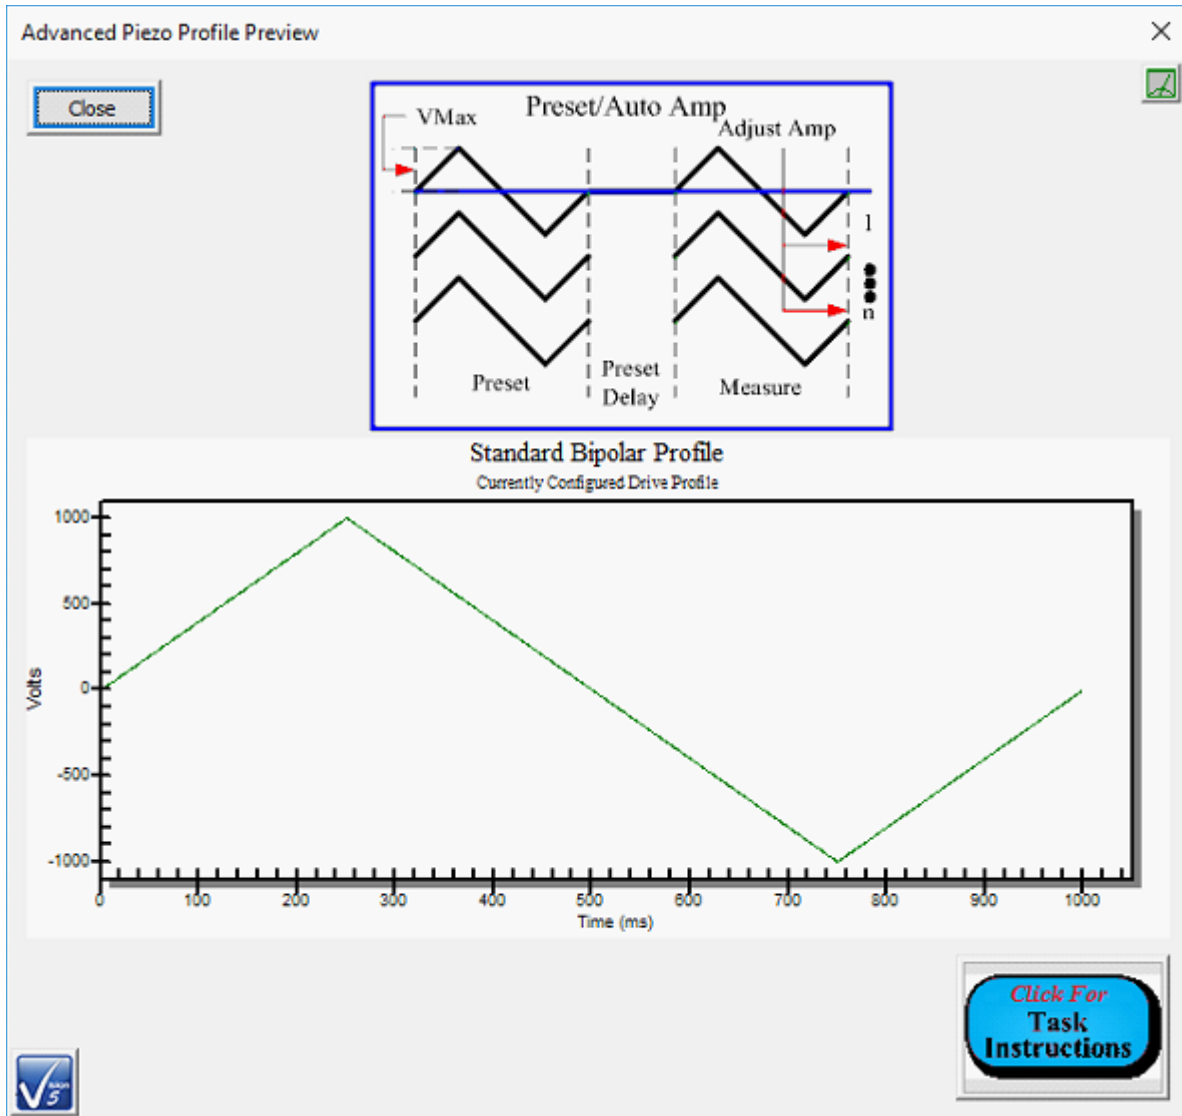 Advanced Piezo Profile Preview
Close
Preset/Auto Amp
VMax
Adjust Amp
1
n
Preset
Preset
Delay
Measure
Standard Bipolar Profile
Currently Configured Drive Profile
1000
500
0
-500
-1000
Volts
0 100 200 300 400 500 600 700 800 900 1000
Time (ms)
Click For
Task
Instructions
Vision
5